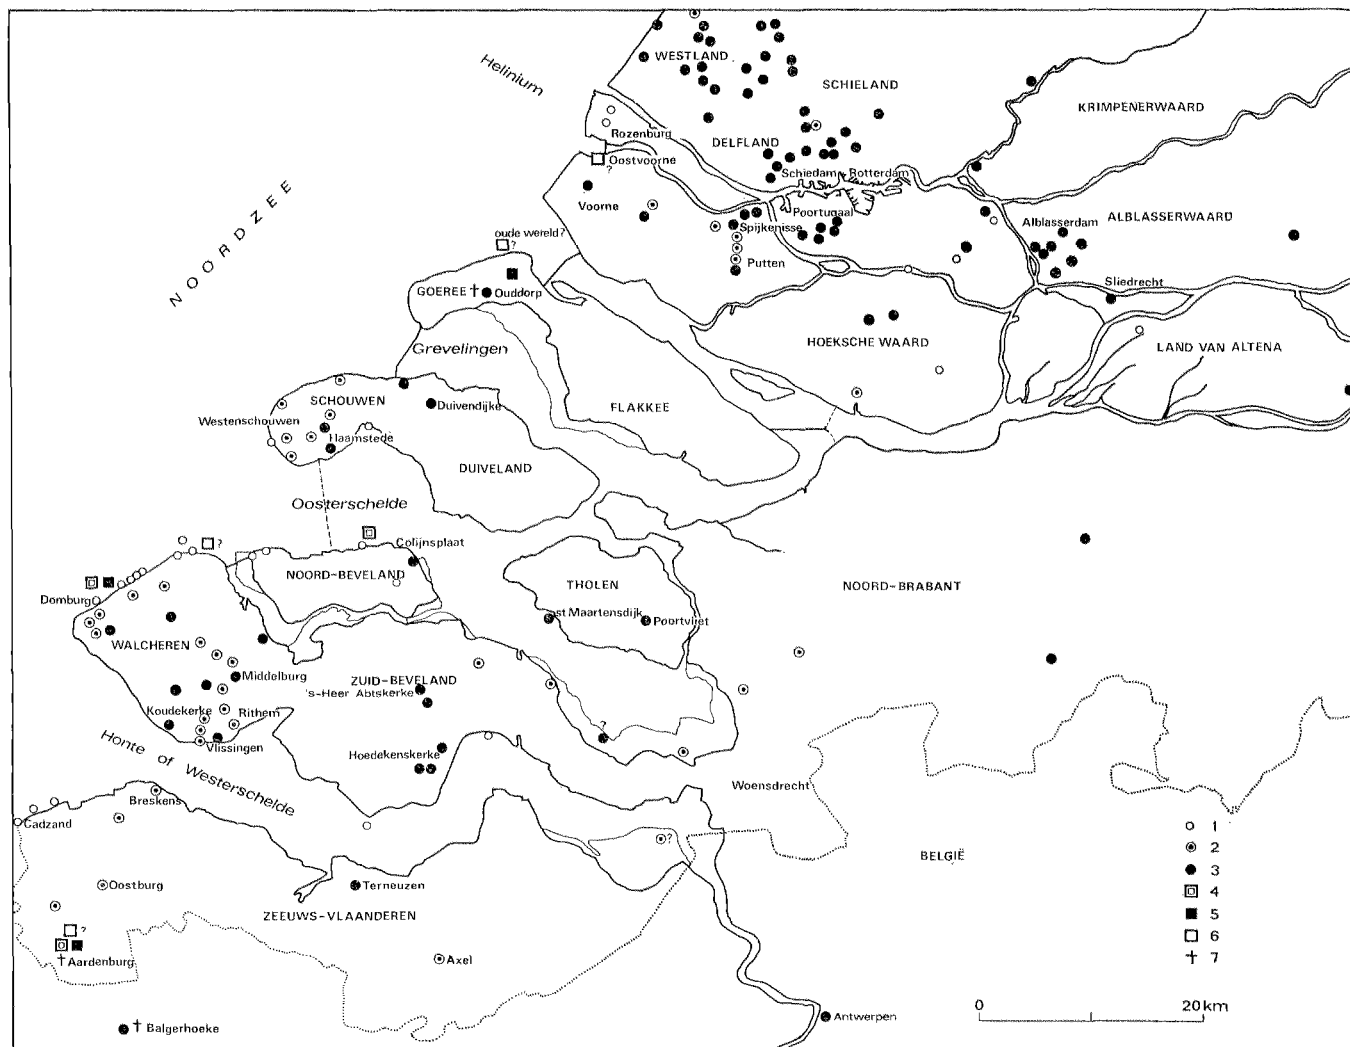 Helinium
WESTLAND
SCHIELAND
KRIMPENERWAARD
Rozenburg
DELFLAND
Oostvoorne
?
Schiedam Rotterdam
NOORDZEE
Voorne
Poortugaal
Alblasserdam
ALBLASSERWAARD
oude wereld?
?
Spijkenisse
Putten
Sliedrecht
GOEREE
Ouddorp
HOEKSCHE WAARD
LAND VAN ALTENA
Grevelingen
SCHOUWEN
Duivendijke
FLAKKEE
Westenschouwen
Haamstede
DUIVELAND
Oosterschelde
?
Colijnsplaat
NOORD-BEVELAND
THOLEN
NOORD-BRABANT
Domburg
st Maartensdijk
Poortvliet
WALCHEREN
Middelburg
ZUID-BEVELAND
's-Heer Abtskerke
Koudekerke
Rithem
?
Vlissingen
Hoedekenskerke
Honte of Westerschelde
Woensdrecht
Breskens
Cadzand
?
BELGIË
Oostburg
Terneuzen
ZEEUWS-VLAANDEREN
?
Aardenburg
Axel
Balgerhoeke
Antwerpen
1
2
3
4
5
6
7
0 20km